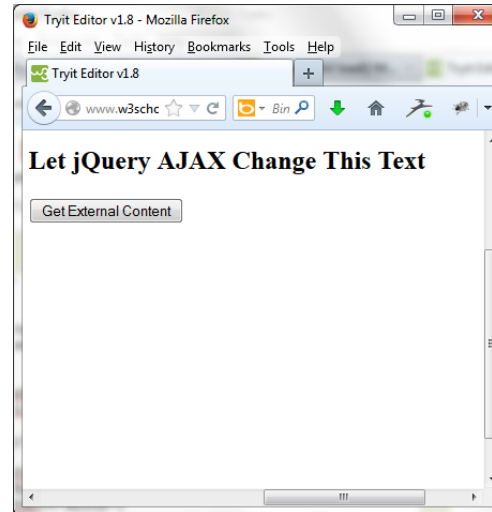 Tryit Editor v1.8 - Mozilla Firefox
File Edit View History Bookmarks Tools Help
Tryit Editor v1.8
www.w3schc Bin
Let jQuery AJAX Change This Text
Get External Content